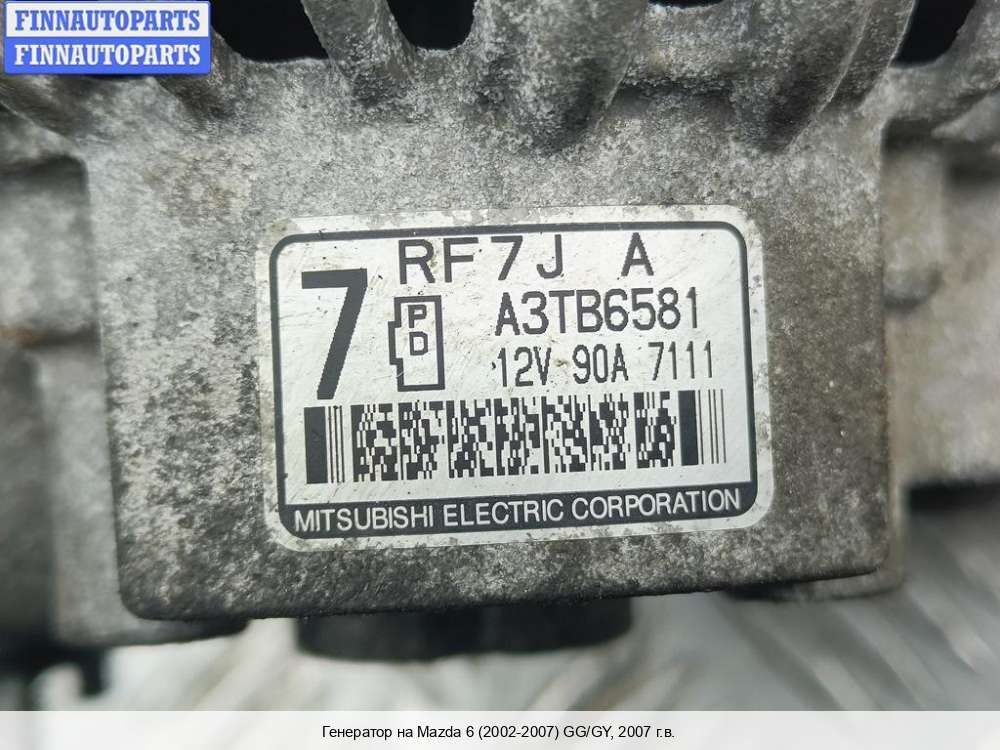 FINNAUTOPARTS
FINNAUTOPARTS
RF7J A
7
PD
A3TB6581
12V 90A 7111
MITSUBISHI ELECTRIC CORPORATION
Генератор на Mazda 6 (2002-2007) GG/GY, 2007 г.в.